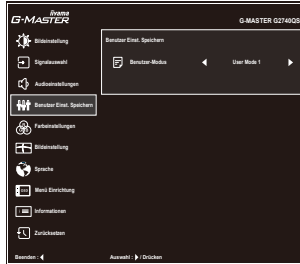 iiyama
G-MASTER
G-MASTER G2740QS
Bildeinstellung
Signalauswahl
Audioeinstellungen
Benutzer Einst. Speichern
Farbeinstellungen
Bildeinstellung
Sprache
Menü Einrichtung
Informationen
Zurücksetzen
Benutzer Einst. Speichern
Benutzer-Modus
User Mode 1
Beenden :
Auswahl : / Drücken